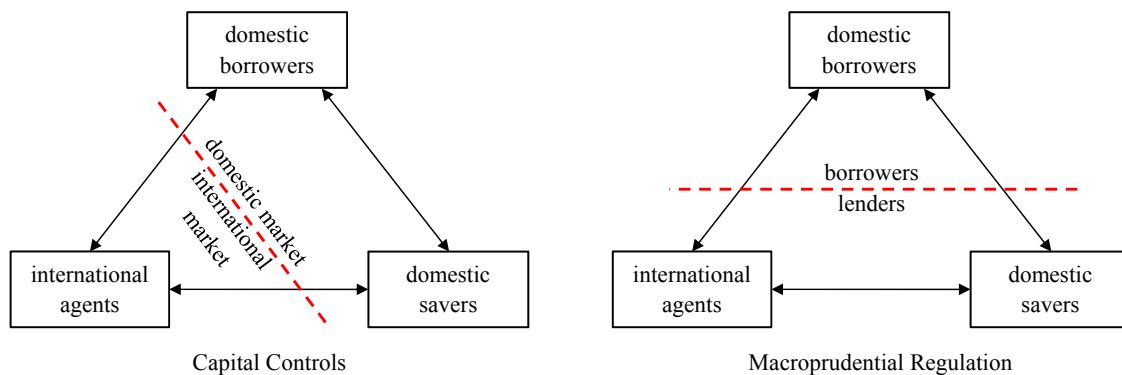 domestic
borrowers
domestic market
international
market
international
agents
domestic
savers
Capital Controls
domestic
borrowers
borrowers
lenders
international
agents
domestic
savers
Macroprudential Regulation